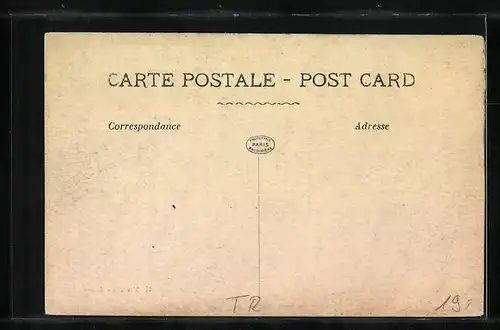 CARTE POSTALE - POST CARD
Correspondance
Adresse
PARIS
TR
19.-